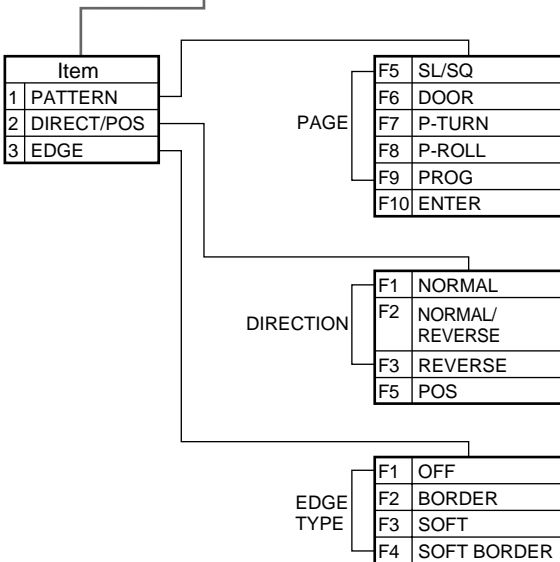 Item
1 PATTERN
2 DIRECT/POS
3 EDGE
PAGE
F5 SL/SQ
F6 DOOR
F7 P-TURN
F8 P-ROLL
F9 PROG
F10 ENTER
DIRECTION
F1 NORMAL
F2 NORMAL/
REVERSE
F3 REVERSE
F5 POS
EDGE
TYPE
F1 OFF
F2 BORDER
F3 SOFT
F4 SOFT BORDER